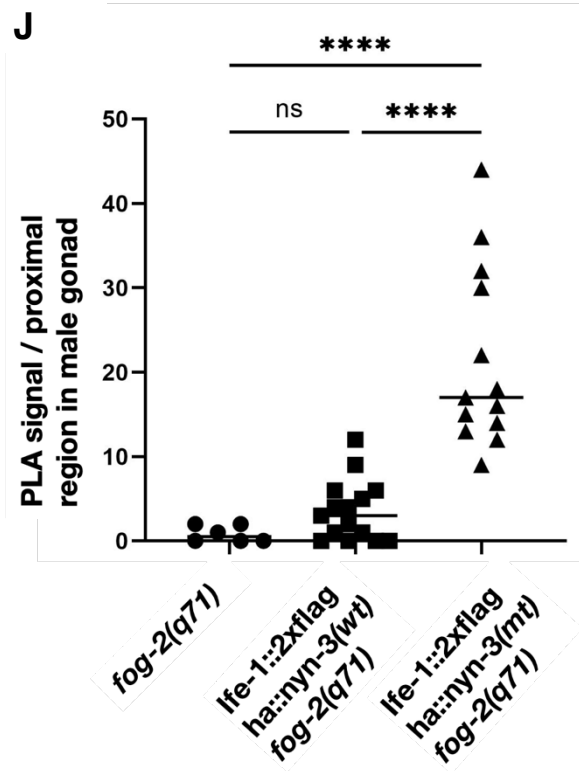 J
****
ns
****
50
40
30
20
10
0
PLA signal / proximal
region in male gonad
fog-2(q71)
lfe-1::2xflag
ha::nyn-3(wt)
fog-2(q71)
lfe-1::2xflag
ha::nyn-3(mt)
fog-2(q71)